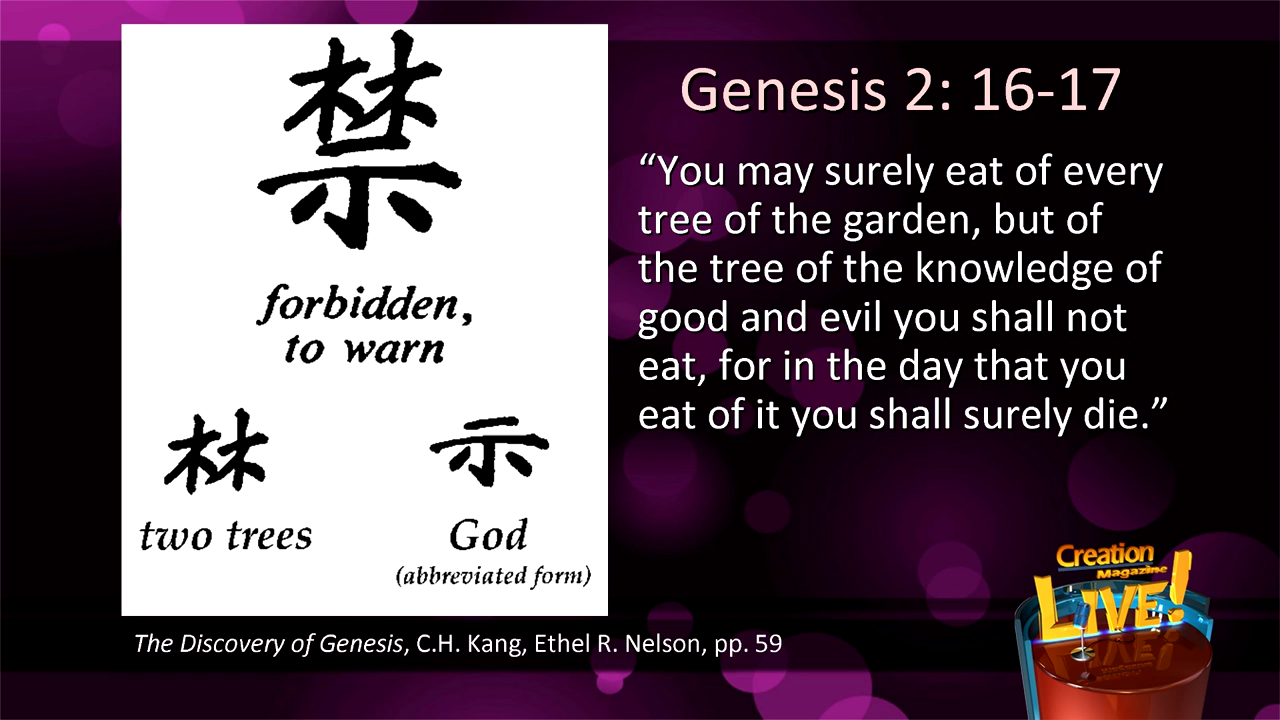 禁
forbidden,
to warn
林
two trees
示
God
(abbreviated form)
The Discovery of Genesis, C.H. Kang, Ethel R. Nelson, pp. 59
Genesis 2: 16-17
“You may surely eat of every
tree of the garden, but of
the tree of the knowledge of
good and evil you shall not
eat, for in the day that you
eat of it you shall surely die.”
Creation
Magazine
LIVE!